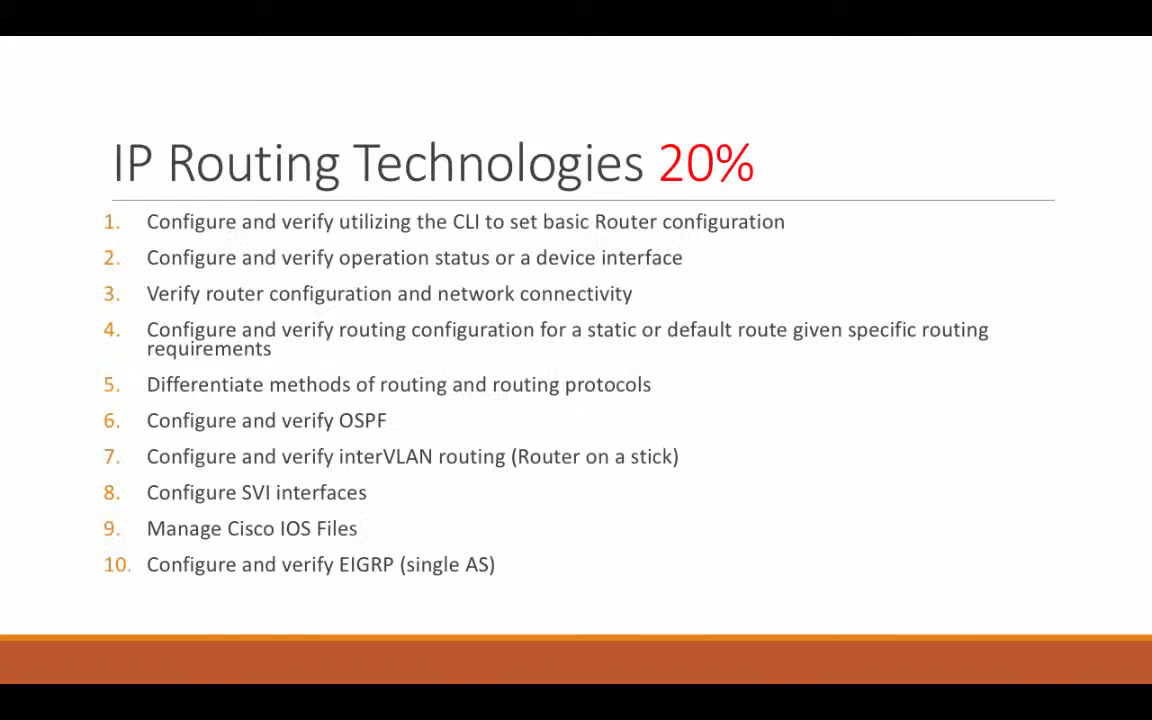 IP Routing Technologies 20%
1. Configure and verify utilizing the CLI to set basic Router configuration
2. Configure and verify operation status or a device interface
3. Verify router configuration and network connectivity
4. Configure and verify routing configuration for a static or default route given specific routing
requirements
5. Differentiate methods of routing and routing protocols
6. Configure and verify OSPF
7. Configure and verify interVLAN routing (Router on a stick)
8. Configure SVI interfaces
9. Manage Cisco IOS Files
10. Configure and verify EIGRP (single AS)